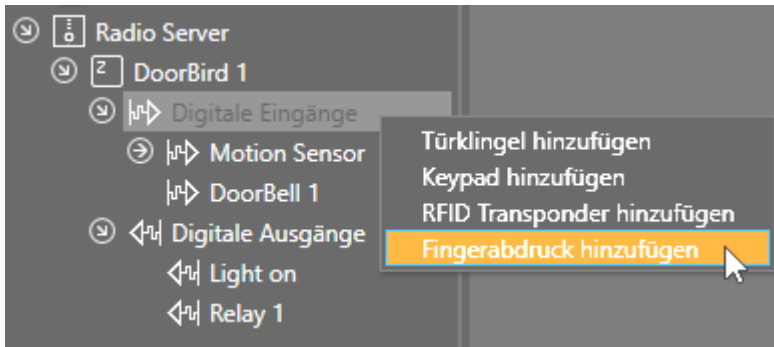 Radio Server
DoorBird 1
Digitale Eingänge
Motion Sensor
DoorBell 1
Digitale Ausgänge
Light on
Relay 1
Türklingel hinzufügen
Keypad hinzufügen
RFID Transponder hinzufügen
Fingerabdruck hinzufügen